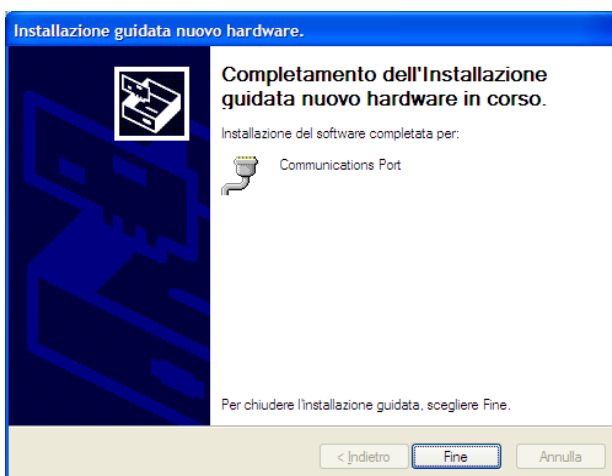 Installazione guidata nuovo hardware.
Completamento dell'Installazione
guidata nuovo hardware in corso.
Installazione del software completata per:
Communications Port
Per chiudere l'installazione guidata, scegliere Fine.
< Indietro
Fine
Annulla